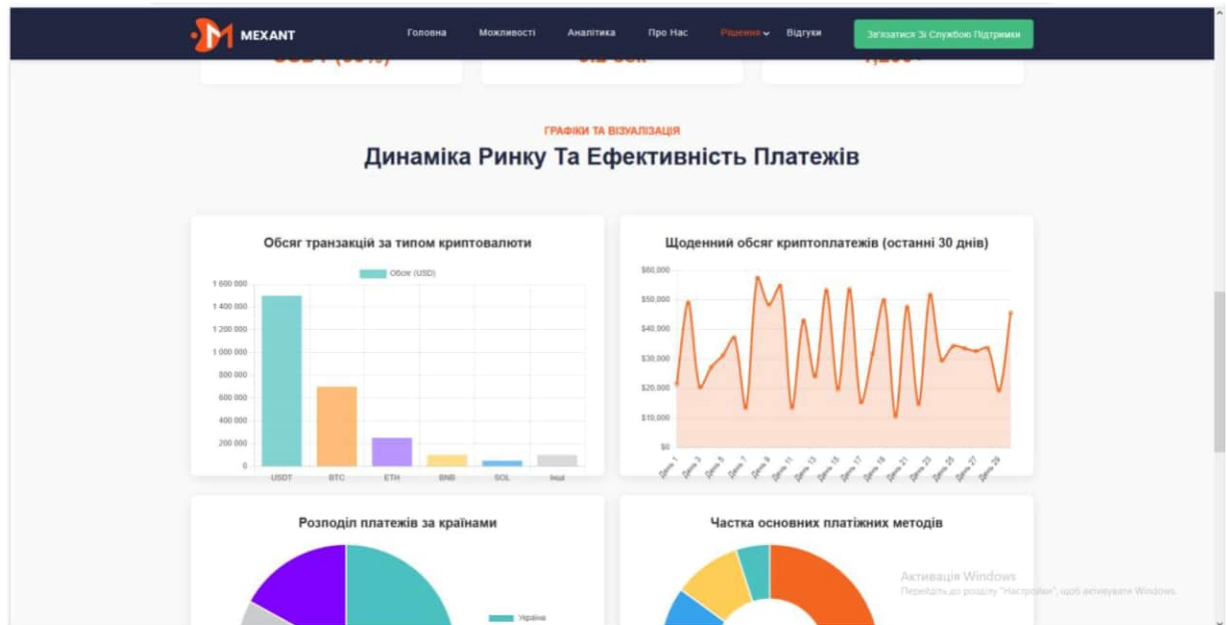 MEXANT
Головна
Можливості
Аналітика
Про Нас
Рішення
Відгуки
Зв'язатися Зі Службою Підтримки
ГРАФІКИ ТА ВІЗУАЛІЗАЦІЯ
Динаміка Ринку Та Ефективність Платежів
Обсяг транзакцій за типом криптовалюти
Обсяг (USD)
1 600 000
1 400 000
1 200 000
1 000 000
800 000
600 000
400 000
200 000
0
USDT
BTC
ETH
BNB
SOL
Інші
Щоденний обсяг криптоплатежів (останні 30 днів)
$60,000
$50,000
$40,000
$30,000
$20,000
$10,000
$0
День 1
День 3
День 5
День 7
День 9
День 11
День 13
День 15
День 17
День 19
День 21
День 23
День 25
День 27
День 29
Розподіл платежів за країнами
Україна
Частка основних платіжних методів
Активація Windows
Перейдіть до розділу "Настройки", щоб активувати Windows.